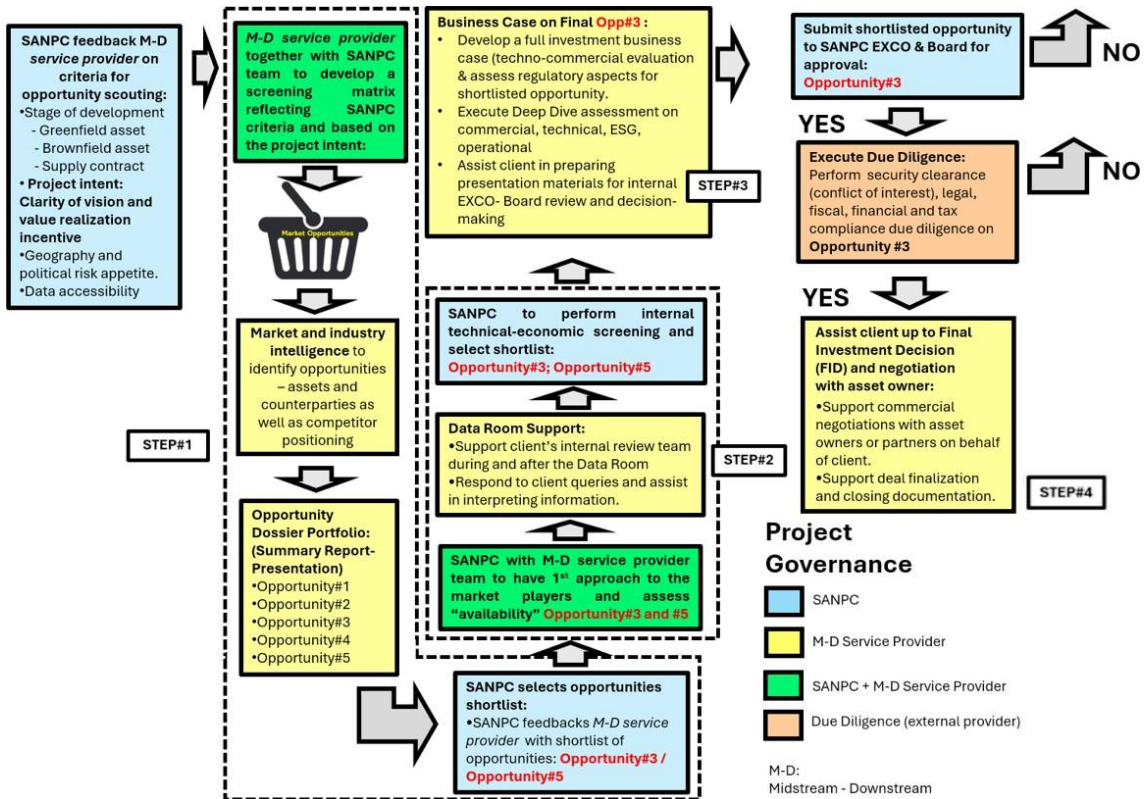 SANPC feedback M-D
service provider on
criteria for
opportunity scouting:
•Stage of development
- Greenfield asset
- Brownfield asset
- Supply contract
• Project intent:
Clarity of vision and
value realization
incentive
•Geography and
political risk appetite.
•Data accessibility
M-D service provider
together with SANPC
team to develop a
screening matrix
reflecting SANPC
criteria and based on
the project intent:
Market Opportunities
Market and industry
intelligence to
identify opportunities
– assets and
counterparties as
well as competitor
positioning
STEP#1
Opportunity
Dossier Portfolio:
(Summary Report-
Presentation)
•Opportunity#1
•Opportunity#2
•Opportunity#3
•Opportunity#4
•Opportunity#5
SANPC selects opportunities
shortlist:
•SANPC feedbacks M-D service
provider with shortlist of
opportunities: Opportunity#3 /
Opportunity#5
SANPC with M-D service provider
team to have 1st approach to the
market players and assess
“availability” Opportunity#3 and #5
Data Room Support:
•Support client’s internal review team
during and after the Data Room
•Respond to client queries and assist
in interpreting information.
STEP#2
SANPC to perform internal
technical-economic screening and
select shortlist:
Opportunity#3; Opportunity#5
Business Case on Final Opp#3 :
• Develop a full investment business
case (techno-commercial evaluation
& assess regulatory aspects for
shortlisted opportunity.
• Execute Deep Dive assessment on
commercial, technical, ESG,
operational
• Assist client in preparing
presentation materials for internal
EXCO- Board review and decision-
making
STEP#3
Submit shortlisted opportunity
to SANPC EXCO & Board for
approval:
Opportunity#3
NO
YES
Execute Due Diligence:
Perform security clearance
(conflict of interest), legal,
fiscal, financial and tax
compliance due diligence on
Opportunity #3
NO
YES
Assist client up to Final
Investment Decision
(FID) and negotiation
with asset owner:
•Support commercial
negotiations with asset
owners or partners on behalf
of client.
•Support deal finalization
and closing documentation.
STEP#4
Project
Governance
SANPC
M-D Service Provider
SANPC + M-D Service Provider
Due Diligence (external provider)
M-D:
Midstream - Downstream